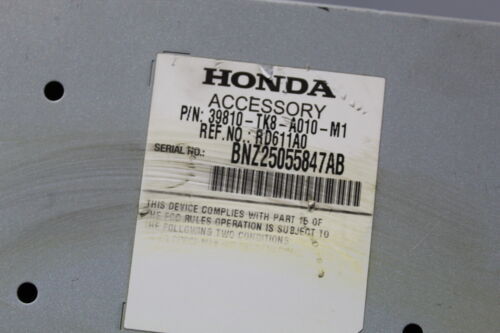 HONDA
ACCESSORY
P/N: 39810-TK8-A010-M1
REF.NO.: RD611A0
SERIAL NO.: BNZ25055847AB
THIS DEVICE COMPLIES WITH PART 15 OF
THE FCC RULES OPERATION IS SUBJECT TO
THE FOLLOWING TWO CONDITIONS: